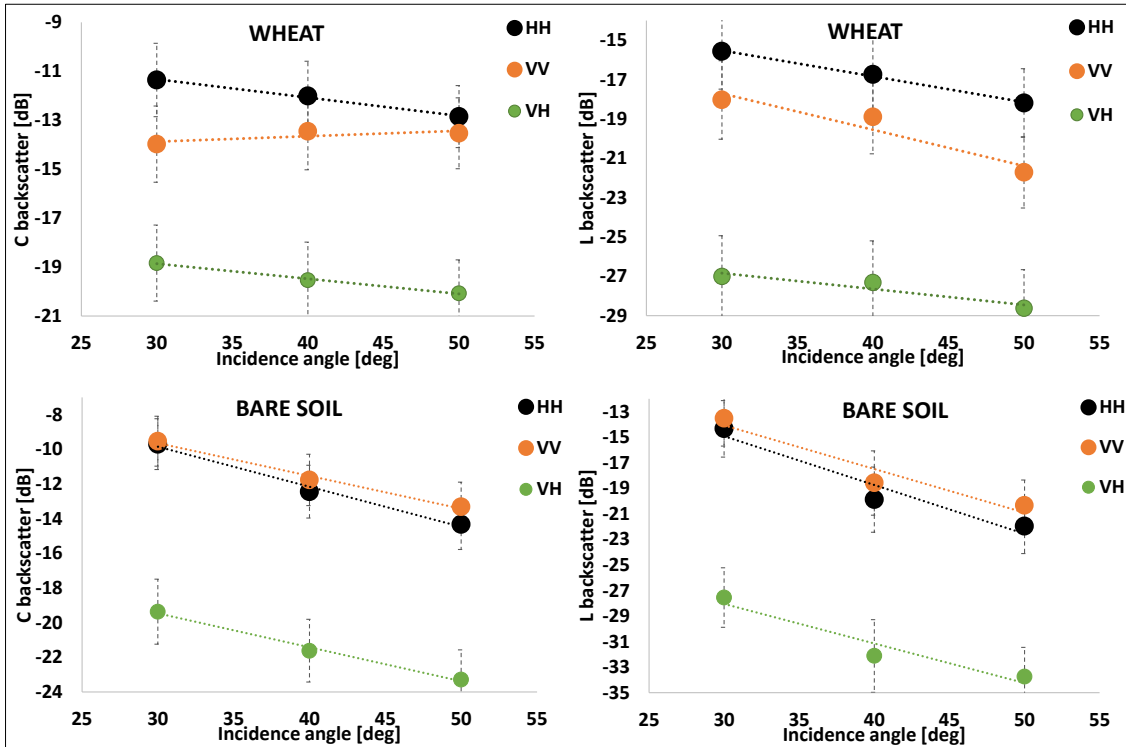 WHEAT
HH
VV
VH
C backscatter [dB]
-9
-11
-13
-15
-17
-19
-21
25 30 35 40 45 50 55
Incidence angle [deg]
WHEAT
HH
VV
VH
L backscatter [dB]
-15
-17
-19
-21
-23
-25
-27
-29
25 30 35 40 45 50 55
Incidence angle [deg]
BARE SOIL
HH
VV
VH
C backscatter [dB]
-8
-10
-12
-14
-16
-18
-20
-22
-24
25 30 35 40 45 50 55
Incidence angle [deg]
BARE SOIL
HH
VV
VH
L backscatter [dB]
-13
-15
-17
-19
-21
-23
-25
-27
-29
-31
-33
-35
25 30 35 40 45 50 55
Incidence angle [deg]